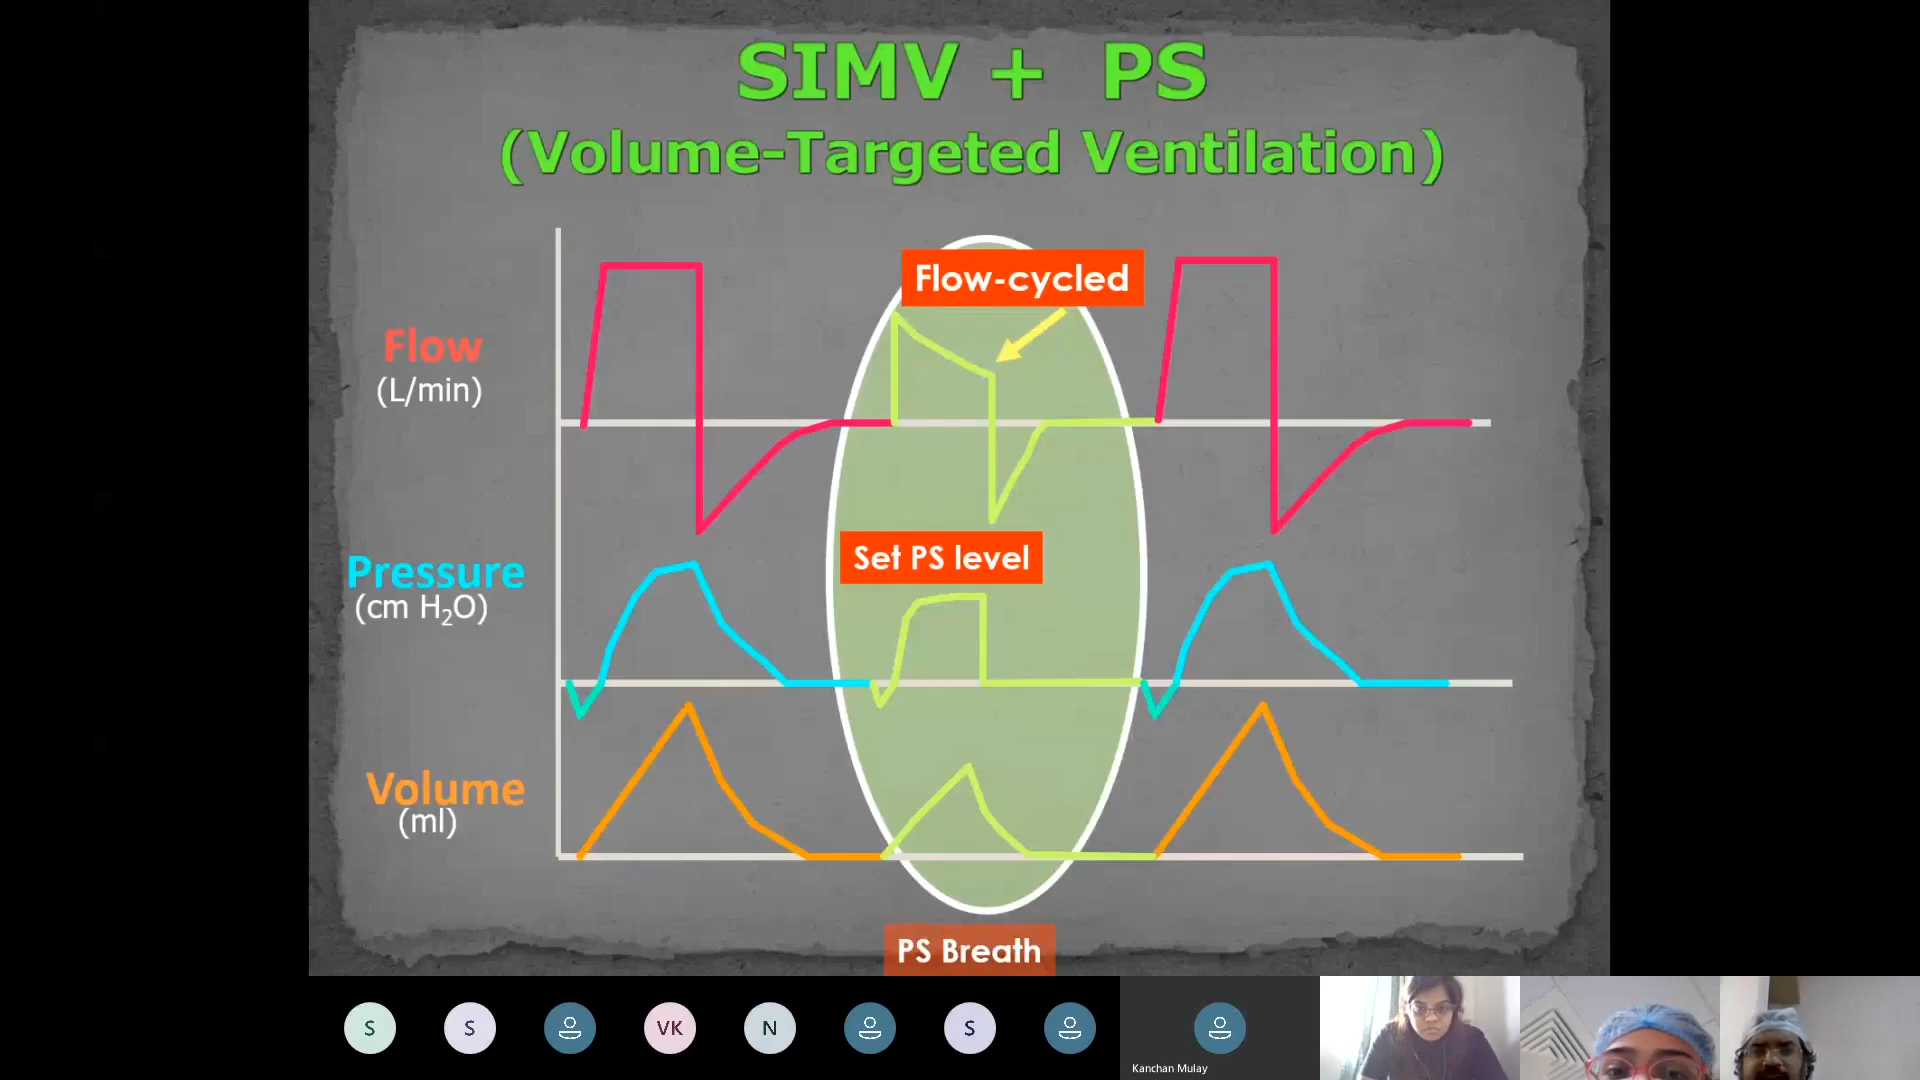 SIMV + PS
(Volume-Targeted Ventilation)
Flow-cycled
Flow
(L/min)
Set PS level
Pressure
(cm H₂O)
Volume
(ml)
PS Breath
S
S
VK
N
S
Kanchan Mulay